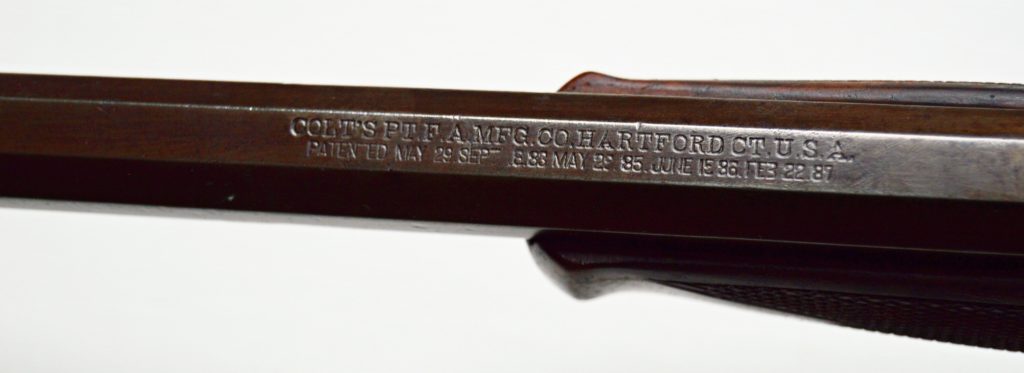 COLT'S PT. F. A. MFG. CO. HARTFORD CT. U.S.A.
PATENTED MAY 29 SEPT 18.83 MAY 29 '85. JUNE 15 86. FEB 22. 87